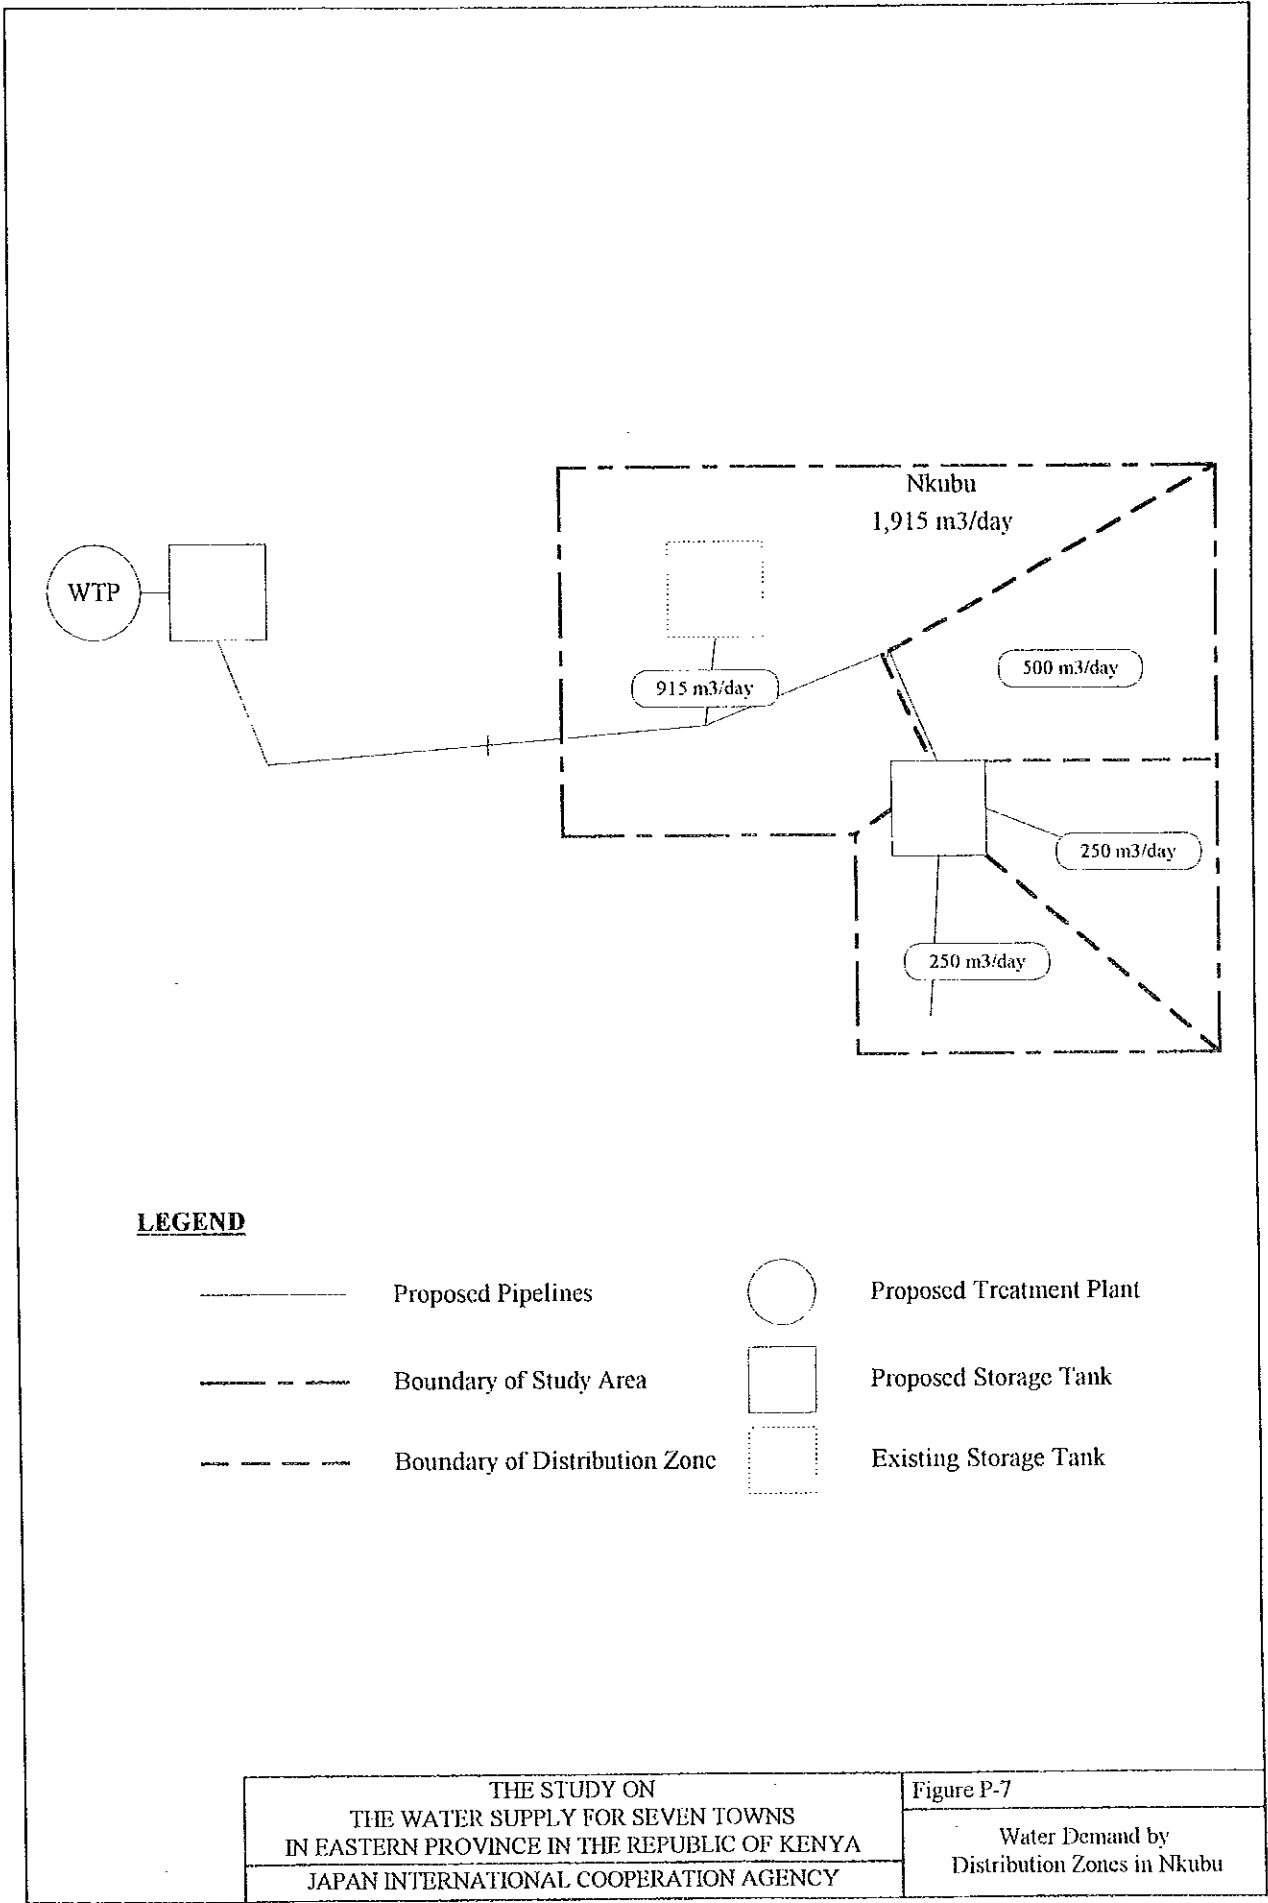 Nkubu
1,915 m3/day
WTP
500 m3/day
915 m3/day
250 m3/day
250 m3/day
LEGEND
Proposed Pipelines
Proposed Treatment Plant
Boundary of Study Area
Proposed Storage Tank
Boundary of Distribution Zone
Existing Storage Tank
THE STUDY ON
THE WATER SUPPLY FOR SEVEN TOWNS
IN EASTERN PROVINCE IN THE REPUBLIC OF KENYA
JAPAN INTERNATIONAL COOPERATION AGENCY
Figure P-7
Water Demand by
Distribution Zones in Nkubu